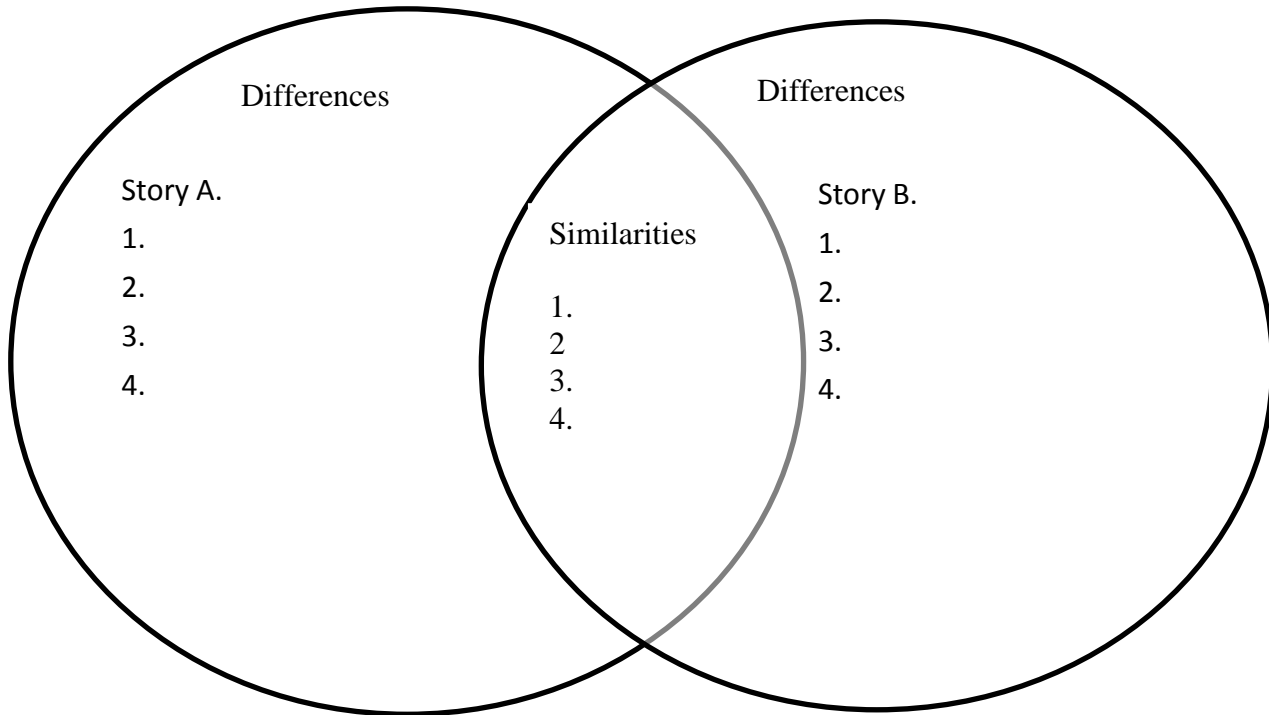 Differences
Story A.
1.
2.
3.
4.
Similarities
1.
2
3.
4.
Differences
Story B.
1.
2.
3.
4.